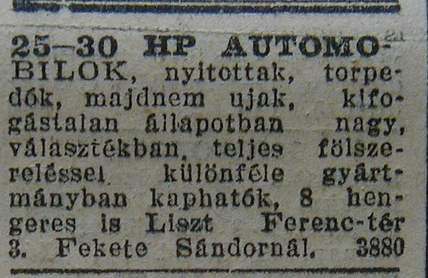 25—30 HP AUTOMO-
BILOK, nyitottak, torpe-
dók, majdnem ujak, kifo-
gástalan állapotban nagy,
választékban, teljes fölsze-
reléssel különféle gyárt-
mányban kaphatók, 8 hen-
geres is Liszt Ferenc-tér
3. Fekete Sándornál. 3880